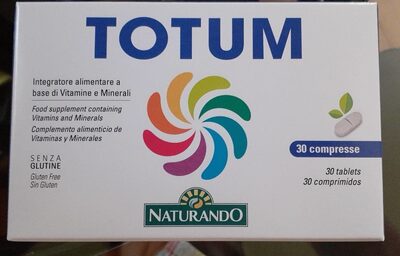 TOTUM
Integratore alimentare a
base di Vitamine e Minerali
Food supplement containing
Vitamins and Minerals
Complemento alimenticio de
Vitaminas y Minerales
SENZA
GLUTINE
Gluten Free
Sin Gluten
30 compresse
30 tablets
30 comprimidos
NATURANDO